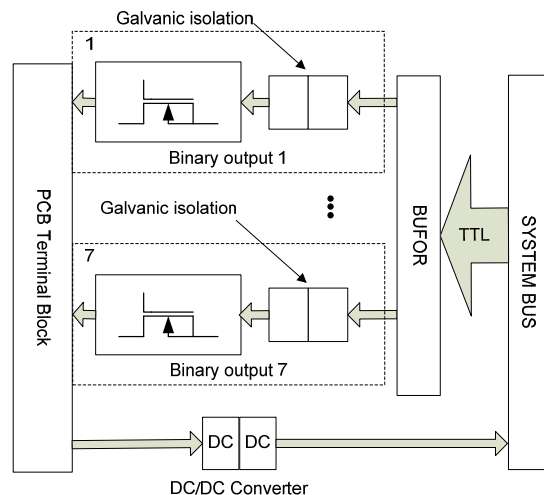 Galvanic isolation
1
Binary output 1
PCB Terminal Block
BUFOR
TTL
SYSTEM BUS
Galvanic isolation
7
Binary output 7
DC DC
DC/DC Converter